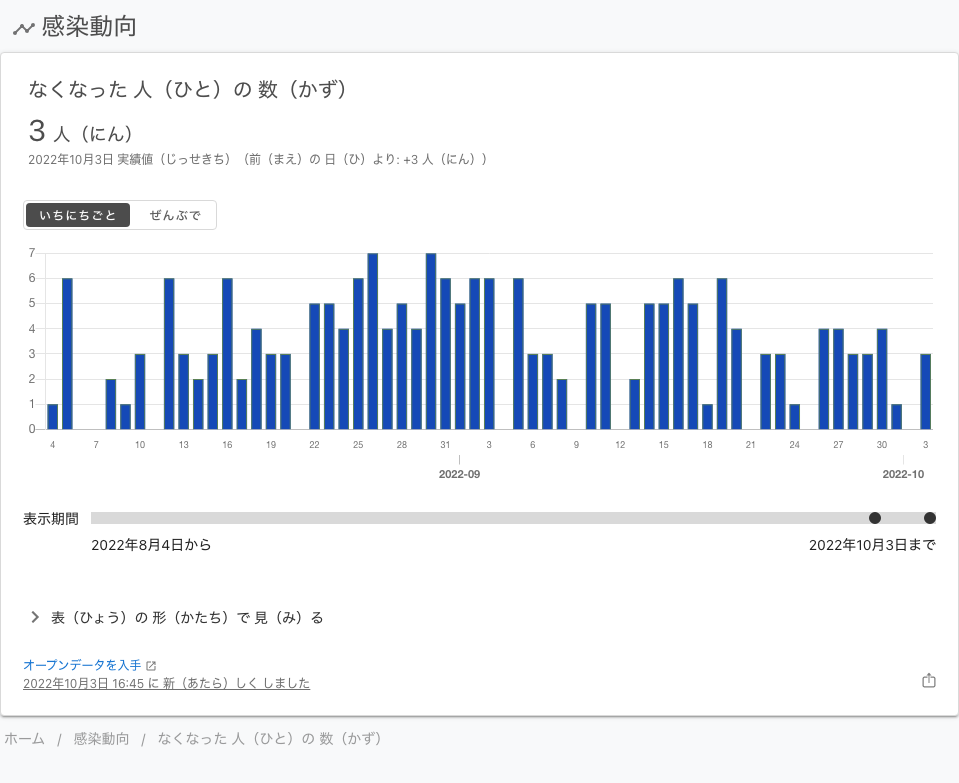 感染動向
なくなった 人（ひと）の 数（かず）
3 人（にん）
2022年10月3日 実績値（じっせきち）（前（まえ）の 日（ひ）より: +3 人（にん））
いちにちごと ぜんぶで
7
6
5
4
3
2
1
0
4 7 10 13 16 19 22 25 28 31 3 6 9 12 15 18 21 24 27 30 3
2022-09 2022-10
表示期間
2022年8月4日から 2022年10月3日まで
表（ひょう）の 形（かたち）で 見（み）る
オープンデータを入手
2022年10月3日 16:45 に 新（あたら）しく しました
ホーム / 感染動向 / なくなった 人（ひと）の 数（かず）